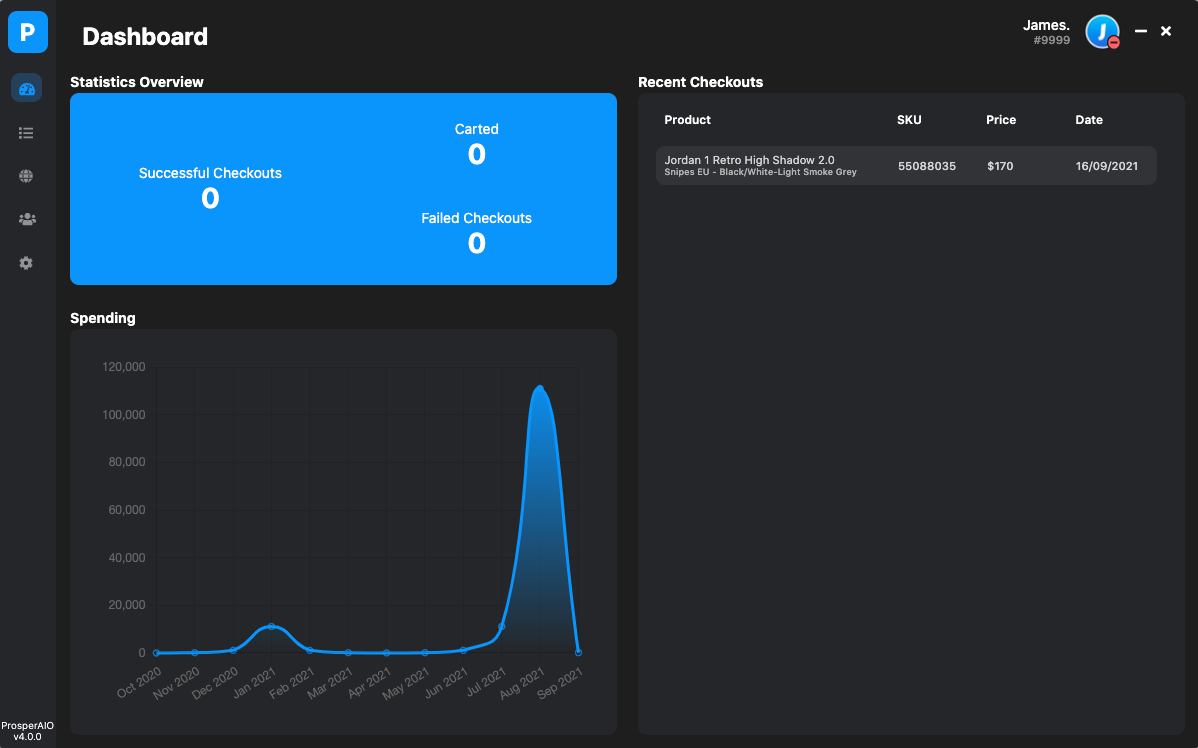 P
Dashboard
James.
#9999
J
Statistics Overview
Successful Checkouts
0
Carted
0
Failed Checkouts
0
Recent Checkouts
Product SKU Price Date
Jordan 1 Retro High Shadow 2.0
Snipes EU - Black/White-Light Smoke Grey
55088035 $170 16/09/2021
Spending
120,000
100,000
80,000
60,000
40,000
20,000
0
Oct 2020 Nov 2020 Dec 2020 Jan 2021 Feb 2021 Mar 2021 Apr 2021 May 2021 Jun 2021 Jul 2021 Aug 2021 Sep 2021
ProsperAIO
v4.0.0